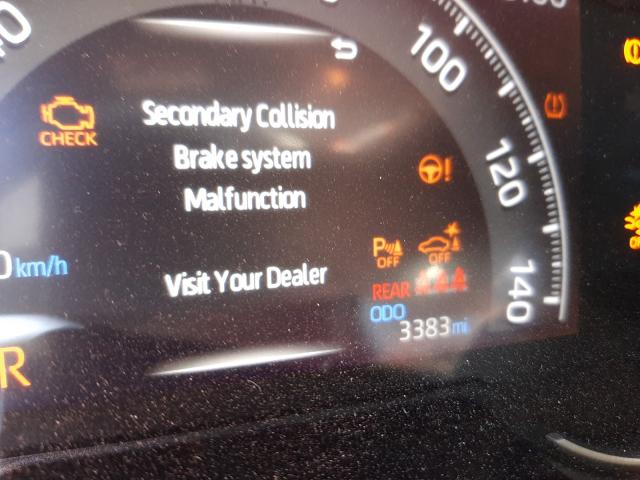 100
CHECK
Secondary Collision
Brake system
Malfunction
120
0 km/h
P
OFF
OFF
Visit Your Dealer
REAR
140
ODO
3383 mi
R